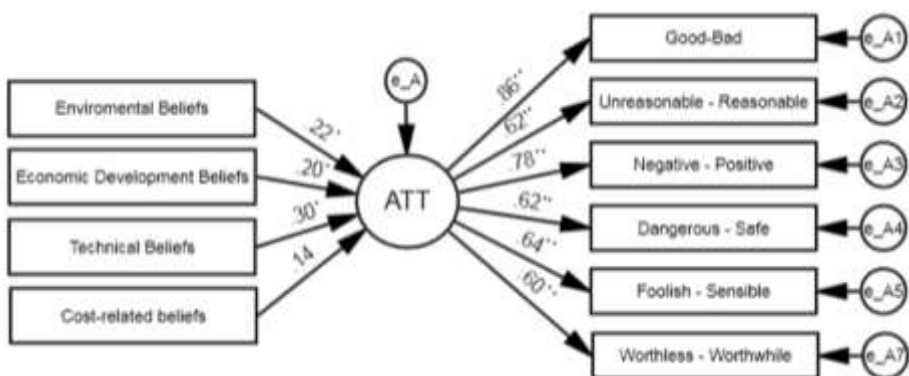 Enviromental Beliefs
Economic Development Beliefs
Technical Beliefs
Cost-related beliefs
.22*
.20*
.30*
.14
e_A
ATT
.86**
.62**
.78**
.62**
.64**
.60**
Good-Bad
Unreasonable - Reasonable
Negative - Positive
Dangerous - Safe
Foolish - Sensible
Worthless - Worthwhile
e_A1
e_A2
e_A3
e_A4
e_A5
e_A7